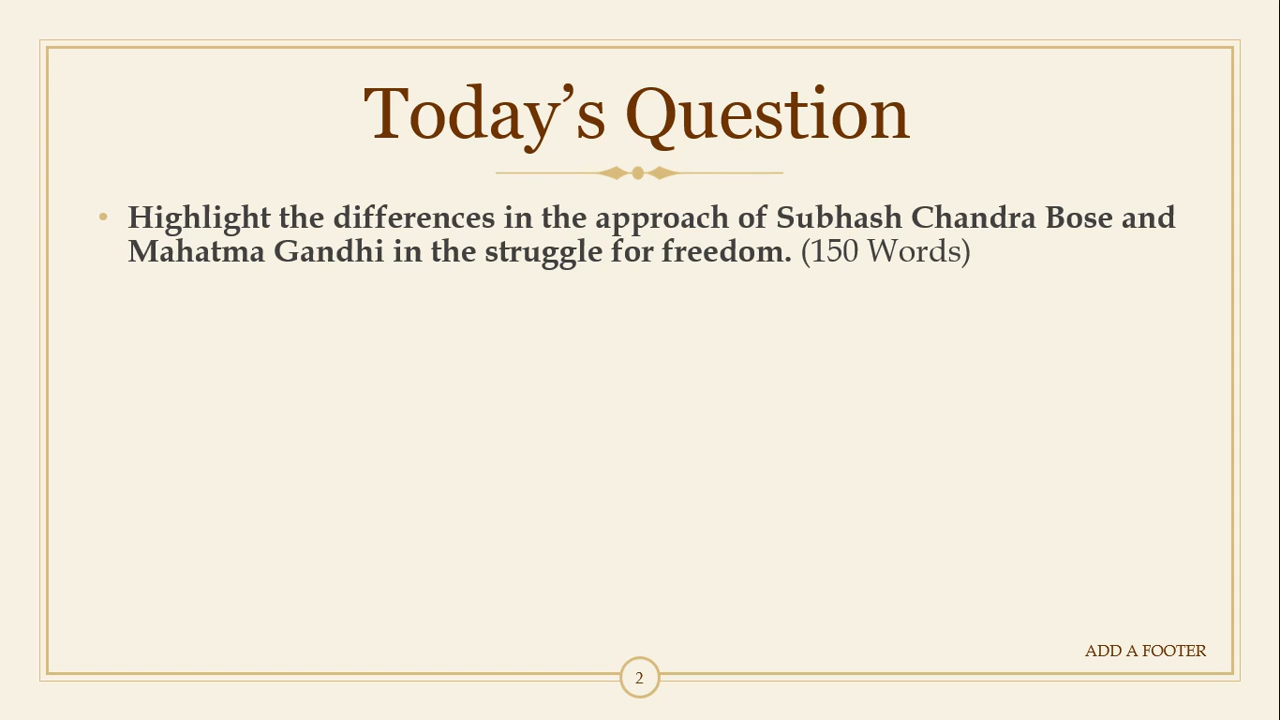 Today’s Question
• Highlight the differences in the approach of Subhash Chandra Bose and
Mahatma Gandhi in the struggle for freedom. (150 Words)
ADD A FOOTER
2